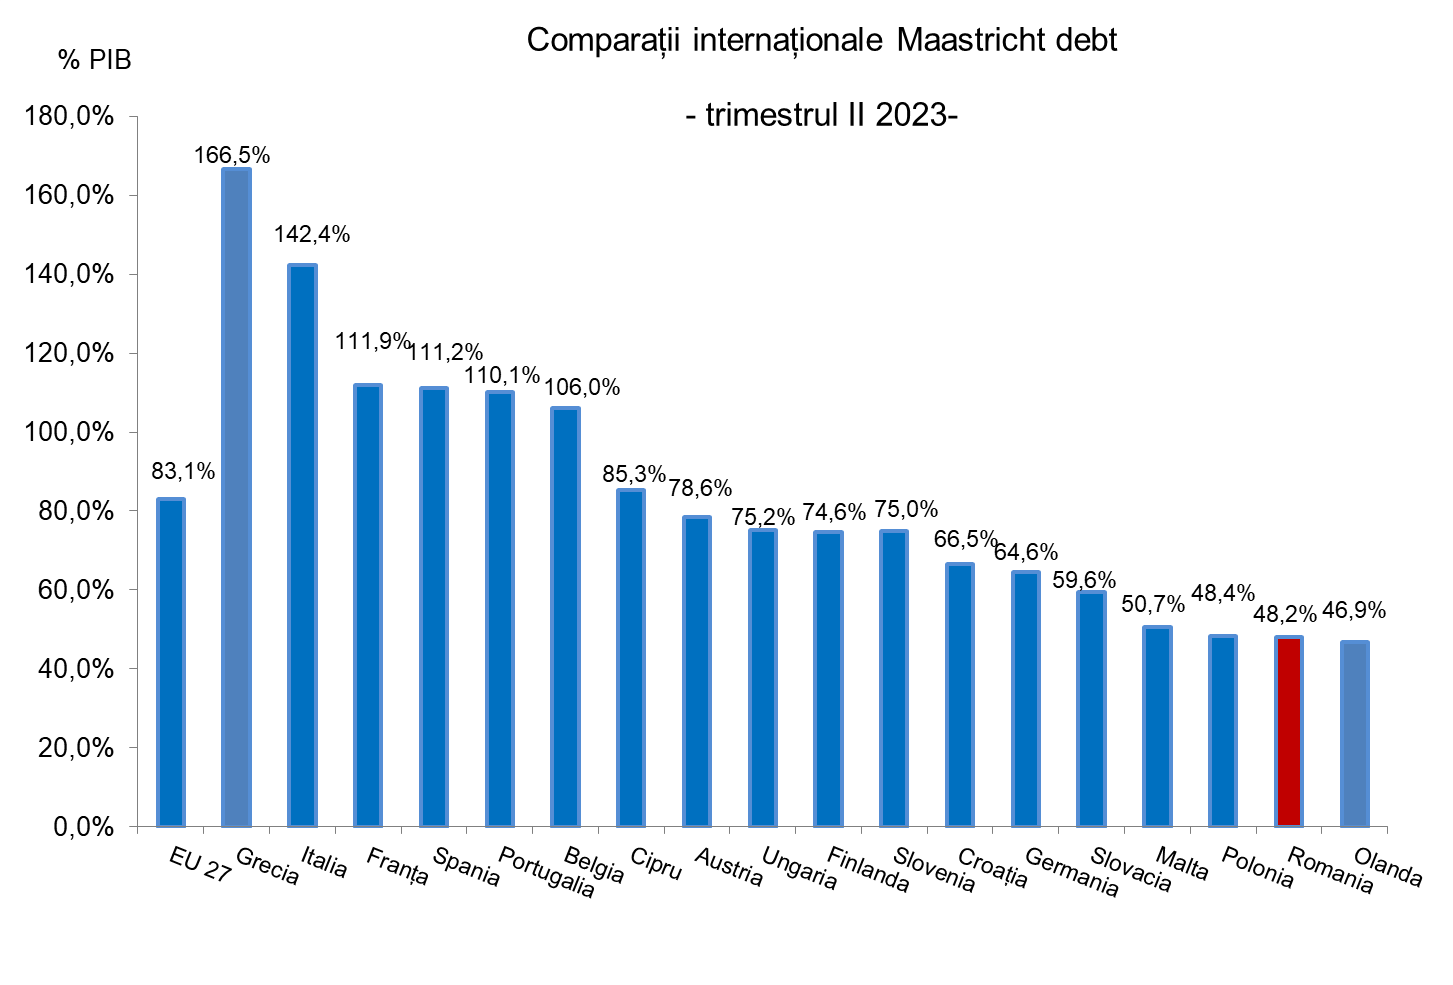 Comparații internaționale Maastricht debt
- trimestrul II 2023-
% PIB
180,0%
160,0%
140,0%
120,0%
100,0%
80,0%
60,0%
40,0%
20,0%
0,0%
83,1%
166,5%
142,4%
111,9%
111,2%
110,1%
106,0%
85,3%
78,6%
75,2%
74,6%
75,0%
66,5%
64,6%
59,6%
50,7%
48,4%
48,2%
46,9%
EU 27
Grecia
Italia
Franța
Spania
Portugalia
Belgia
Cipru
Austria
Ungaria
Finlanda
Slovenia
Croația
Germania
Slovacia
Malta
Polonia
Romania
Olanda